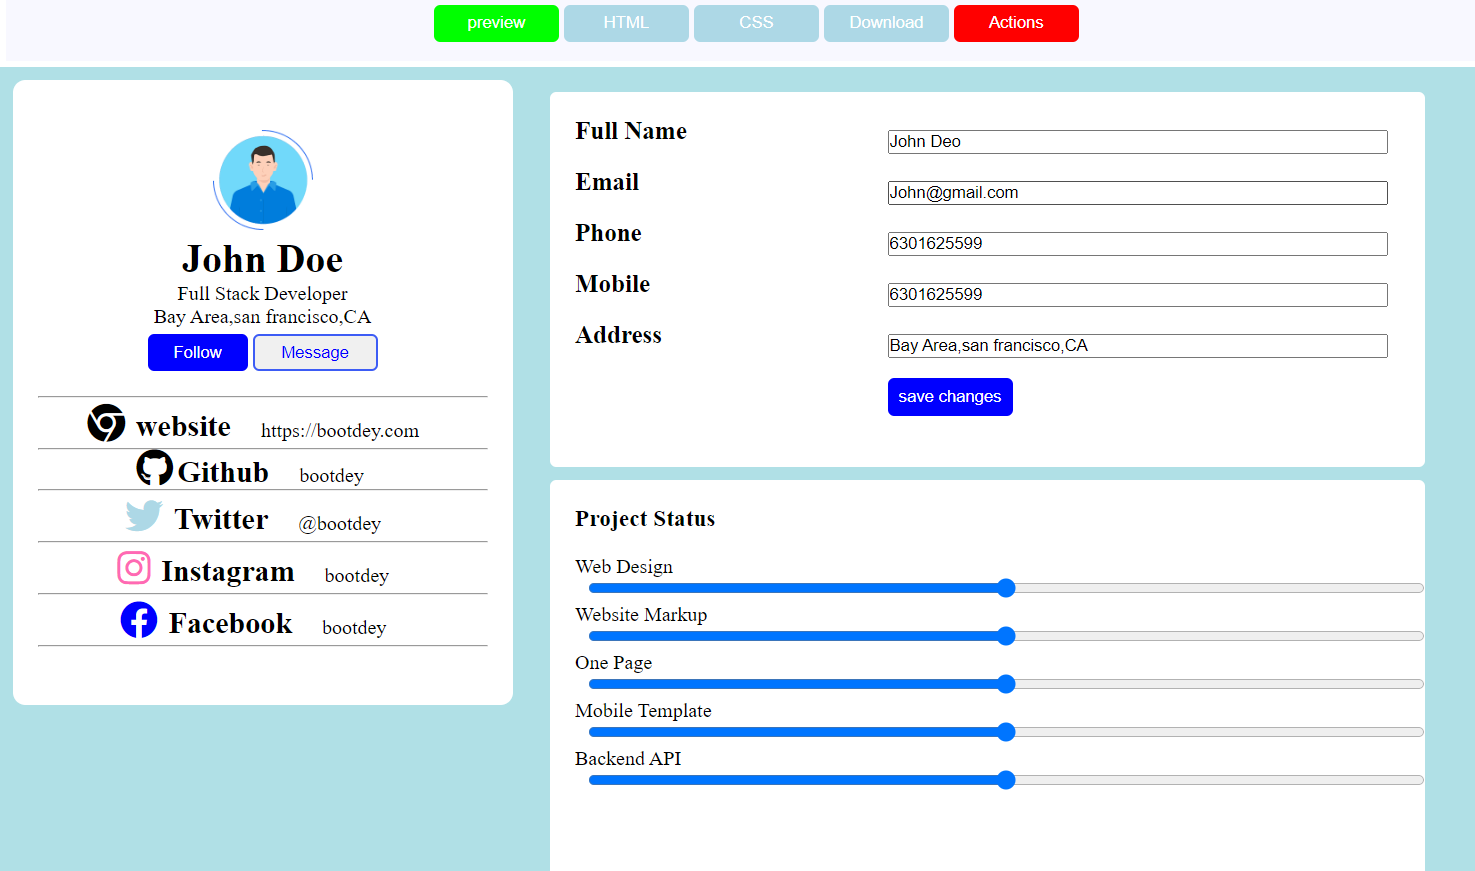 preview HTML CSS Download Actions
John Doe
Full Stack Developer
Bay Area,san francisco,CA
Follow Message
website https://bootdey.com
Github bootdey
Twitter @bootdey
Instagram bootdey
Facebook bootdey
Full Name John Deo
Email John@gmail.com
Phone 6301625599
Mobile 6301625599
Address Bay Area,san francisco,CA
save changes
Project Status
Web Design
Website Markup
One Page
Mobile Template
Backend API